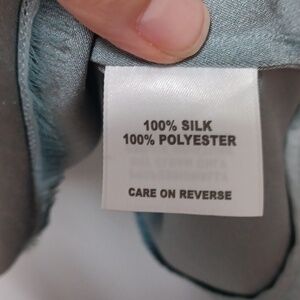 100% SILK
100% POLYESTER
CARE ON REVERSE